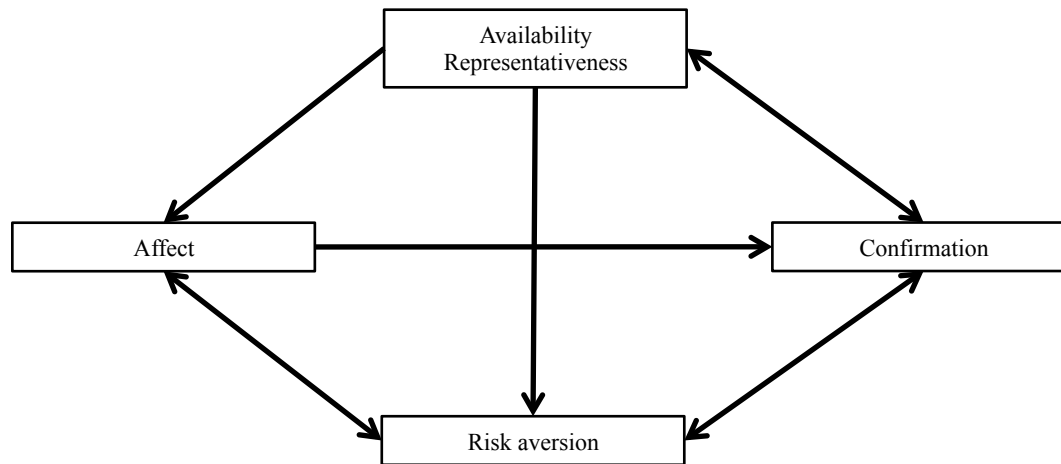 Availability
Representativeness
Affect
Confirmation
Risk aversion